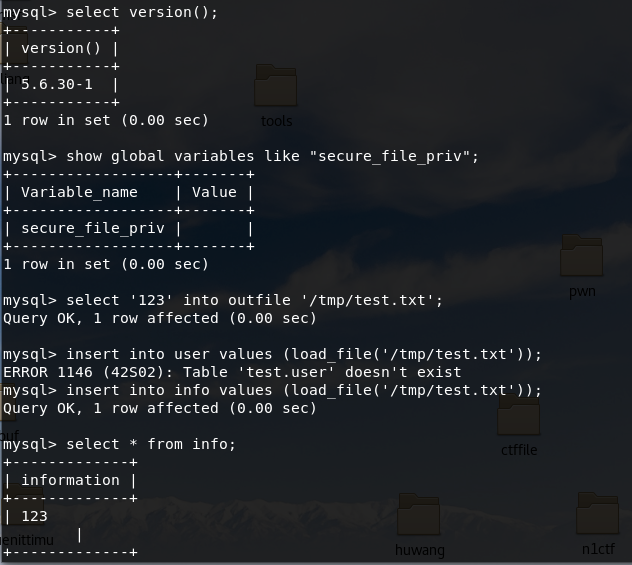 mysql> select version();
+-----------+
| version() |
+-----------+
| 5.6.30-1  |
+-----------+
1 row in set (0.00 sec)
tools
mysql> show global variables like "secure_file_priv";
+------------------+-------+
| Variable_name    | Value |
+------------------+-------+
| secure_file_priv |       |
+------------------+-------+
1 row in set (0.00 sec)
pwn
mysql> select '123' into outfile '/tmp/test.txt';
Query OK, 1 row affected (0.00 sec)
mysql> insert into user values (load_file('/tmp/test.txt'));
ERROR 1146 (42S02): Table 'test.user' doesn't exist
mysql> insert into info values (load_file('/tmp/test.txt'));
Query OK, 1 row affected (0.00 sec)
mysql> select * from info;
ctffile
+-------------+
| information |
+-------------+
| 123
        |
+-------------+
enittimu
huwang
n1ctf